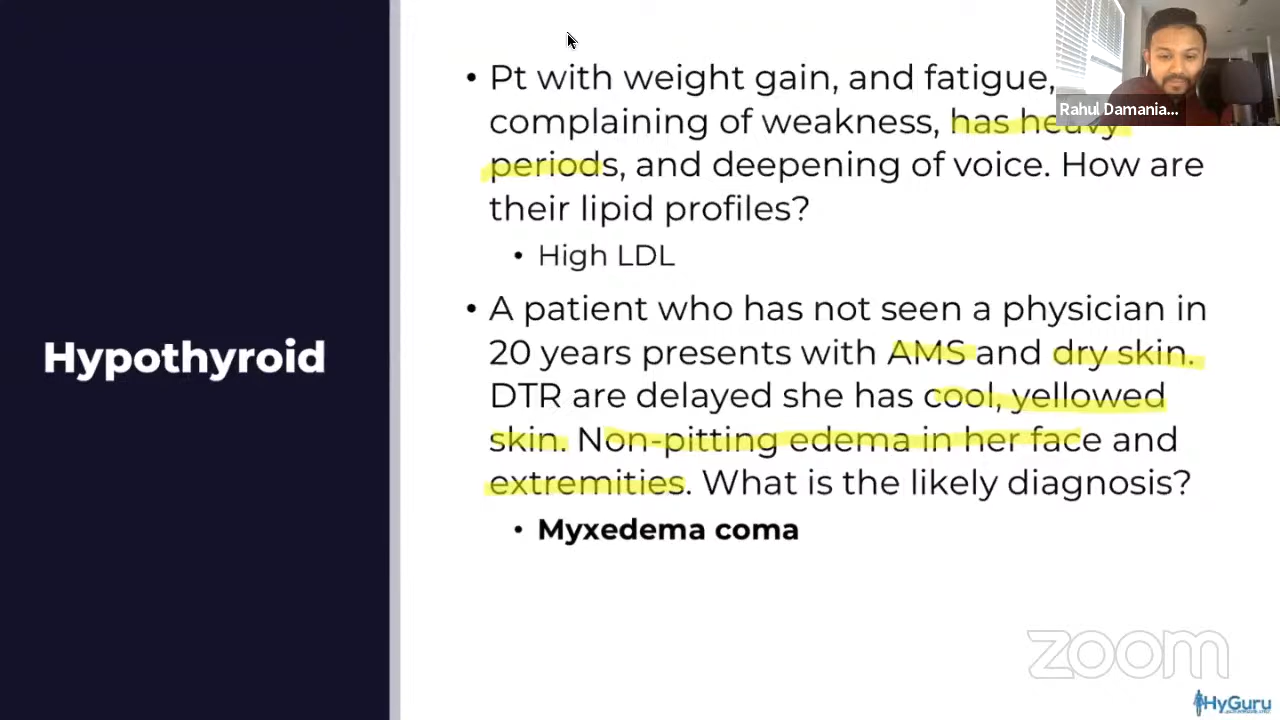 Pt with weight gain, and fatigue,
complaining of weakness, has heavy
periods, and deepening of voice. How are
their lipid profiles?
High LDL
Hypothyroid
A patient who has not seen a physician in
20 years presents with AMS and dry skin.
DTR are delayed she has cool, yellowed
skin. Non-pitting edema in her face and
extremities. What is the likely diagnosis?
Myxedema coma
Rahul Damania...
zoom
HyGuru